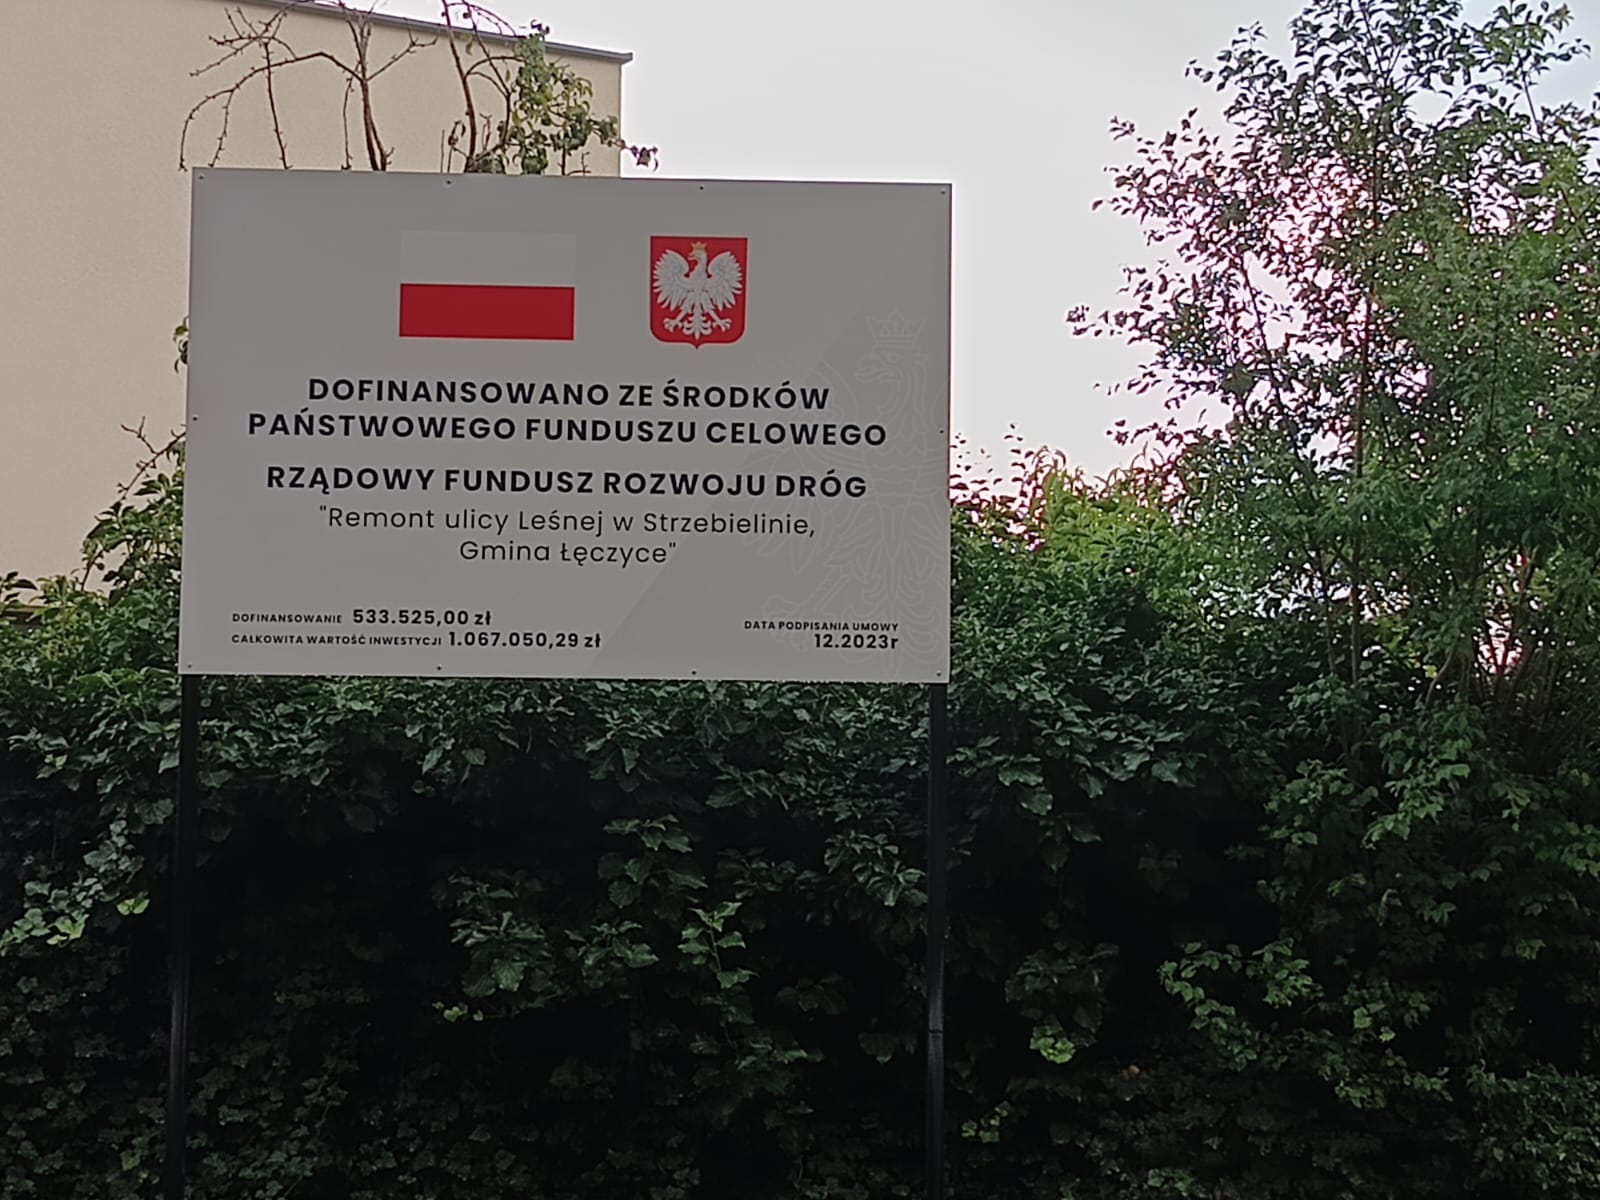 DOFINANSOWANO ZE ŚRODKÓW
PAŃSTWOWEGO FUNDUSZU CELOWEGO
RZĄDOWY FUNDUSZ ROZWOJU DRÓG
"Remont ulicy Leśnej w Strzebielinie,
Gmina Łęczyce"
DOFINANSOWANIE 533.525,00 zł
CAŁKOWITA WARTOŚĆ INWESTYCJI 1.067.050,29 zł
DATA PODPISANIA UMOWY
12.2023r